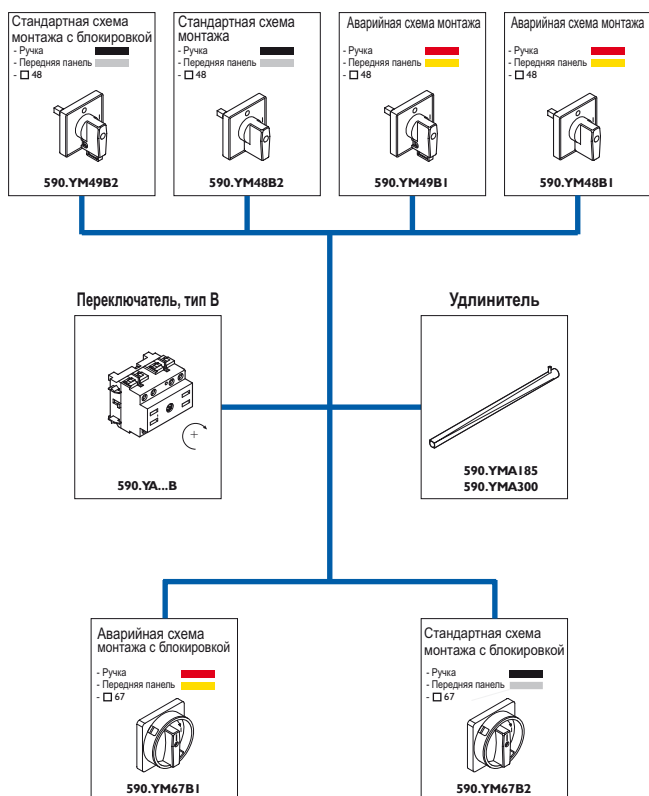 Стандартная схема
монтажа с блокировкой
- Ручка
- Передняя панель
- 48
590.YM49B2
Стандартная схема
монтажа
- Ручка
- Передняя панель
- 48
590.YM48B2
Аварийная схема монтажа
- Ручка
- Передняя панель
- 48
590.YM49B1
Аварийная схема монтажа
- Ручка
- Передняя панель
- 48
590.YM48B1
Переключатель, тип В
590.YA...B
Удлинитель
590.YMA185
590.YMA300
Аварийная схема
монтажа с блокировкой
- Ручка
- Передняя панель
- 67
590.YM67B1
Стандартная схема
монтажа с блокировкой
- Ручка
- Передняя панель
- 67
590.YM67B2